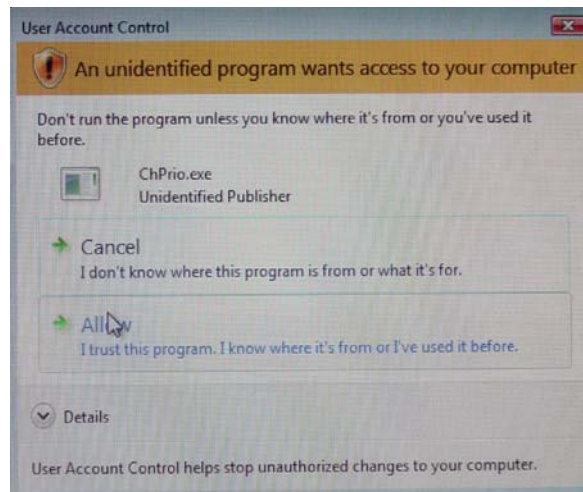 User Account Control
An unidentified program wants access to your computer
Don't run the program unless you know where it's from or you've used it
before.
ChPrio.exe
Unidentified Publisher
Cancel
I don't know where this program is from or what it's for.
Allow
I trust this program. I know where it's from or I've used it before.
Details
User Account Control helps stop unauthorized changes to your computer.